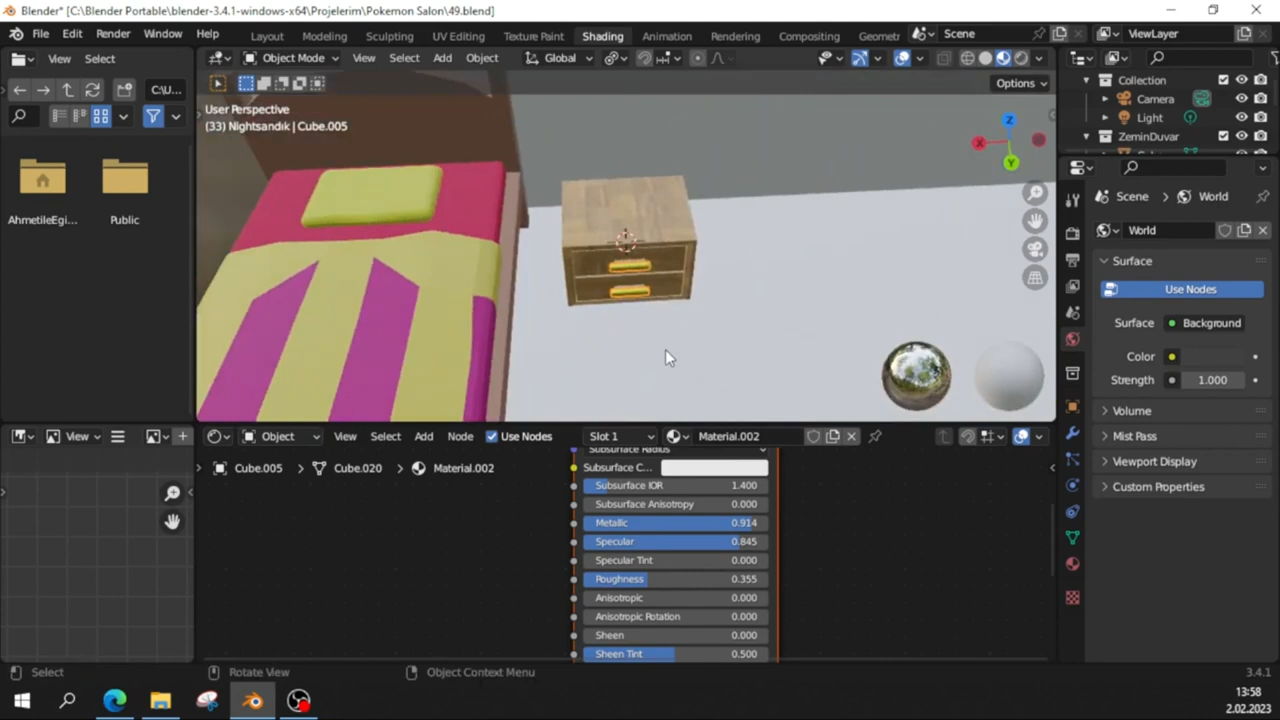 Blender* [C:\Blender Portable\blender-3.4.1-windows-x64\Projelerim\Pokemon Salon\49.blend]
File Edit Render Window Help Layout Modeling Sculpting UV Editing Texture Paint Shading Animation Rendering Compositing Geometr Scene ViewLayer
View Select Object Mode View Select Add Object Global
C:\U... Options Collection
User Perspective Camera
(33) Nightsandık | Cube.005 Light
ZeminDuvar
Z
X
Y
Scene World
AhmetileEgi... Public World
Surface
Use Nodes
Surface Background
Color
Strength 1.000
Volume
View Object View Select Add Node Use Nodes Slot 1 Material.002 Mist Pass
Subsurface Radius
Cube.005 Cube.020 Material.002 Subsurface C... Viewport Display
Subsurface IOR 1.400 Custom Properties
Subsurface Anisotropy 0.000
Metallic 0.914
Specular 0.845
Specular Tint 0.000
Roughness 0.355
Anisotropic 0.000
Anisotropic Rotation 0.000
Sheen 0.000
Sheen Tint 0.500
Select Rotate View Object Context Menu 3.4.1
13:58
2.02.2023